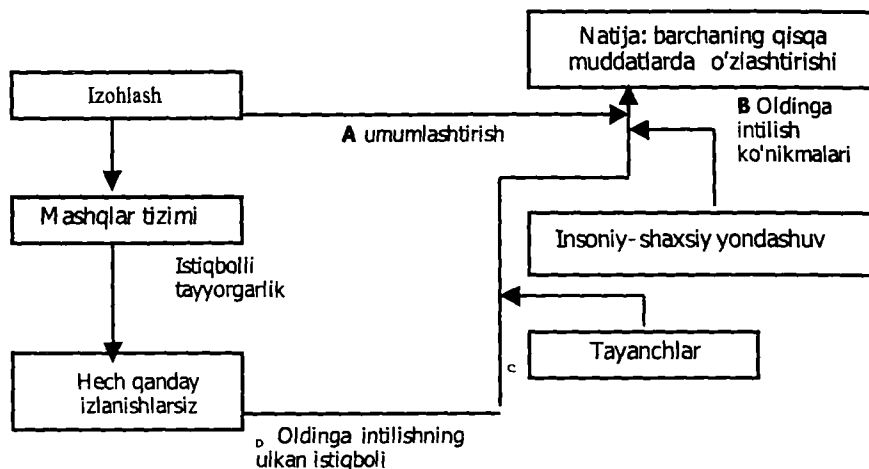 Natija: barchaning qisqa
muddatlarda o'zlashtirishi
Izohlash
A umumlashtirish
B Oldinga
intilish
ko'nikmalari
Mashqlar tizimi
Insoniy-shaxsiy yondashuv
Istiqbolli
tayyorgarlik
Tayanchlar
C
Hech qanday
izlanishlarsiz
D Oldinga intilishning
ulkan istiqboli